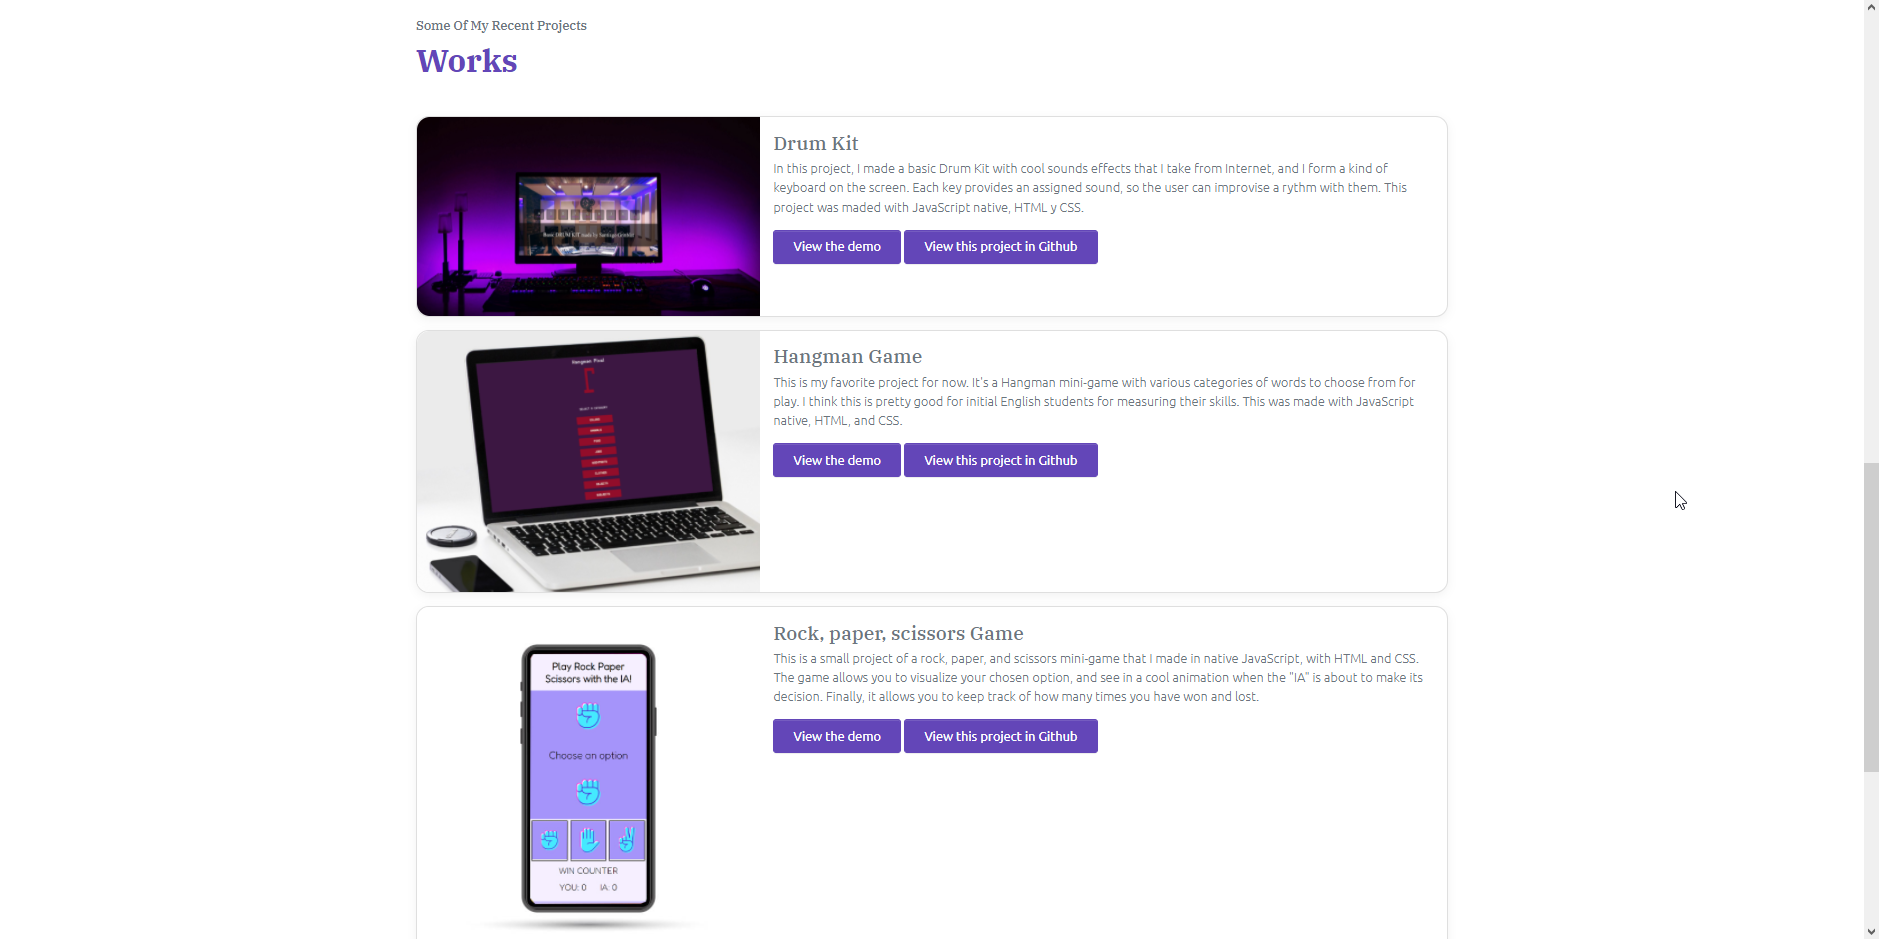 Some Of My Recent Projects
Works
Drum Kit
In this project, I made a basic Drum Kit with cool sounds effects that I take from Internet, and I form a kind of
keyboard on the screen. Each key provides an assigned sound, so the user can improvise a rythm with them. This
project was maded with JavaScript native, HTML y CSS.
View the demo View this project in Github
Hangman Game
This is my favorite project for now. It's a Hangman mini-game with various categories of words to choose from for
play. I think this is pretty good for initial English students for measuring their skills. This was made with JavaScript
native, HTML, and CSS.
View the demo View this project in Github
Hangman Pixel
Rock, paper, scissors Game
This is a small project of a rock, paper, and scissors mini-game that I made in native JavaScript, with HTML and CSS.
The game allows you to visualize your chosen option, and see in a cool animation when the "IA" is about to make its
decision. Finally, it allows you to keep track of how many times you have won and lost.
View the demo View this project in Github
Play Rock Paper
Scissors with the IA!
Choose an option
WIN COUNTER
YOU: 0 IA: 0